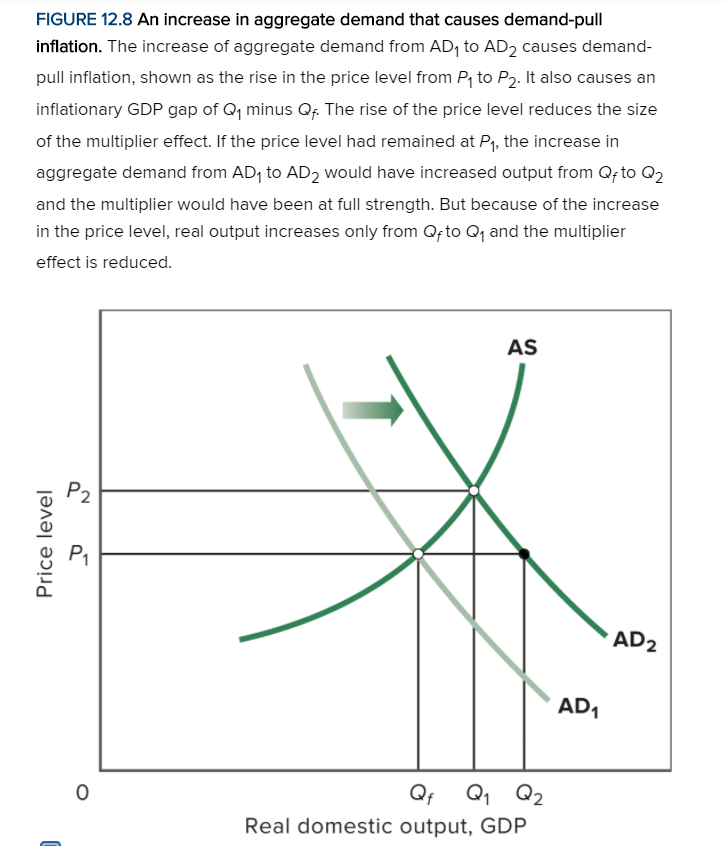 FIGURE 12.8 An increase in aggregate demand that causes demand-pull
inflation. The increase of aggregate demand from AD₁ to AD₂ causes demand-
pull inflation, shown as the rise in the price level from P₁ to P₂. It also causes an
inflationary GDP gap of Q₁ minus Qf. The rise of the price level reduces the size
of the multiplier effect. If the price level had remained at P₁, the increase in
aggregate demand from AD₁ to AD₂ would have increased output from Qf to Q₂
and the multiplier would have been at full strength. But because of the increase
in the price level, real output increases only from Qf to Q₁ and the multiplier
effect is reduced.
AS
P₂
P₁
Price level
AD₂
AD₁
0
Qf Q₁ Q₂
Real domestic output, GDP